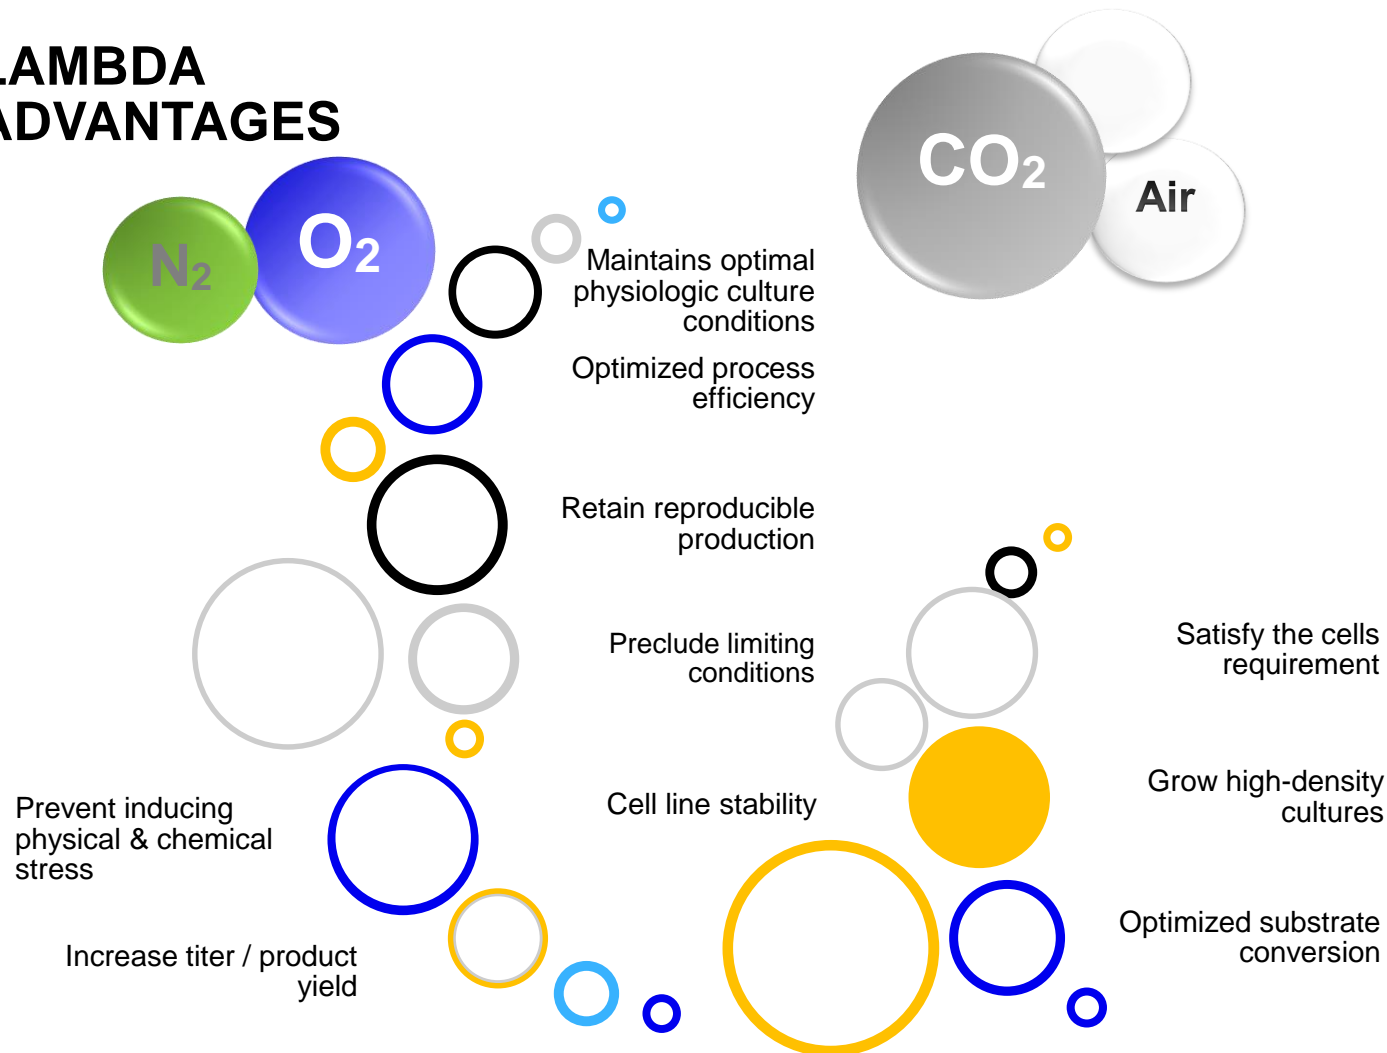 LAMBDA
ADVANTAGES
N2
O2
CO2
Air
Maintains optimal
physiologic culture
conditions
Optimized process
efficiency
Retain reproducible
production
Preclude limiting
conditions
Cell line stability
Prevent inducing
physical & chemical
stress
Increase titer / product
yield
Satisfy the cells
requirement
Grow high-density
cultures
Optimized substrate
conversion